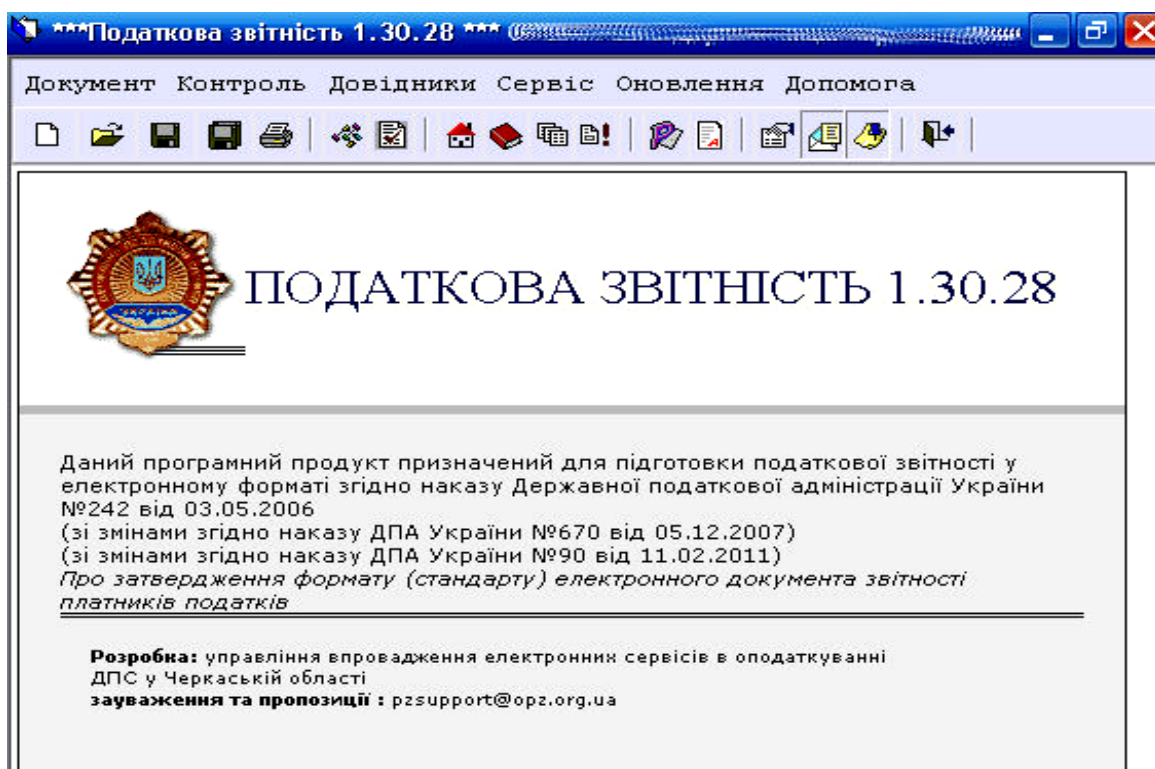 ***Податкова звітність 1.30.28 ***
Документ Контроль Довідники Сервіс Оновлення Допомога
УКРАЇНА
ПОДАТКОВА ЗВІТНІСТЬ 1.30.28
Даний програмний продукт призначений для підготовки податкової звітності у
електронному форматі згідно наказу Державної податкової адміністрації України
№242 від 03.05.2006
(зі змінами згідно наказу ДПА України №670 від 05.12.2007)
(зі змінами згідно наказу ДПА України №90 від 11.02.2011)
Про затвердження формату (стандарту) електронного документа звітності
платників податків
Розробка: управління впровадження електронних сервісів в оподаткуванні
ДПС у Черкаській області
зауваження та пропозиції : pzsupport@opz.org.ua